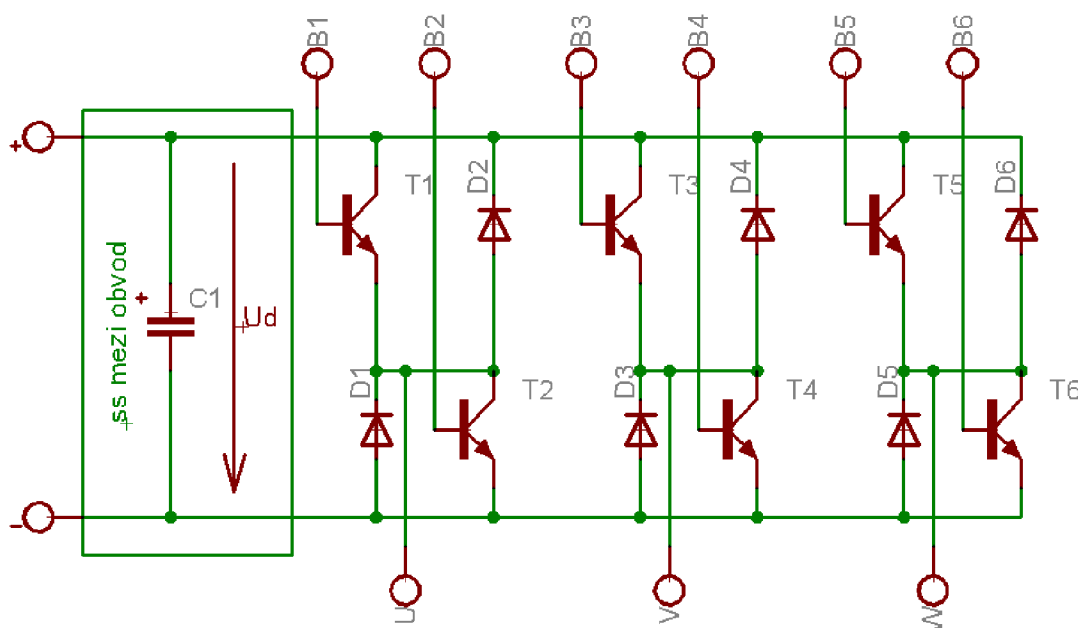 B1
B2
B3
B4
B5
B6
+
T1
D2
T3
D4
T5
D6
ss mezi obvod
+
C1
Ud
D1
T2
D3
T4
D5
T6
-
U
V
W